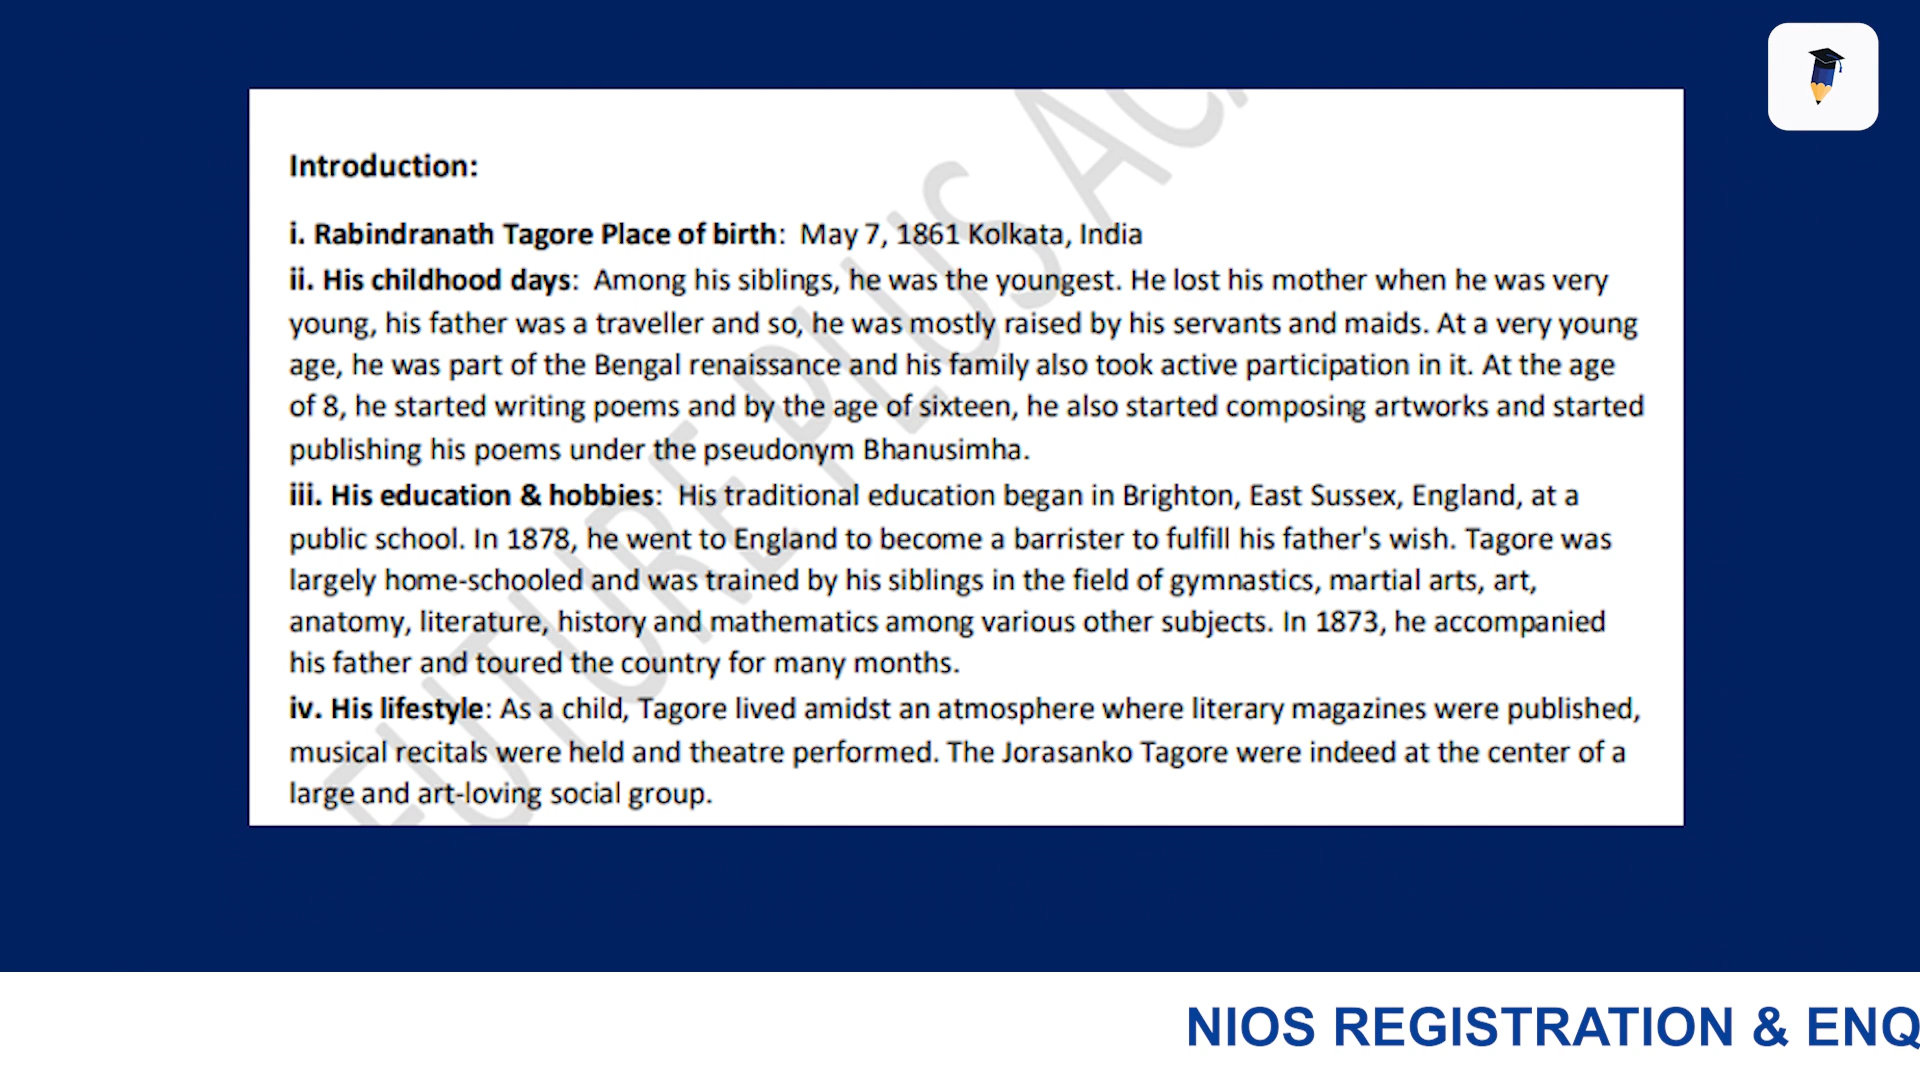 Introduction:
i. Rabindranath Tagore Place of birth: May 7, 1861 Kolkata, India
ii. His childhood days: Among his siblings, he was the youngest. He lost his mother when he was very
young, his father was a traveller and so, he was mostly raised by his servants and maids. At a very young
age, he was part of the Bengal renaissance and his family also took active participation in it. At the age
of 8, he started writing poems and by the age of sixteen, he also started composing artworks and started
publishing his poems under the pseudonym Bhanusimha.
iii. His education & hobbies: His traditional education began in Brighton, East Sussex, England, at a
public school. In 1878, he went to England to become a barrister to fulfill his father's wish. Tagore was
largely home-schooled and was trained by his siblings in the field of gymnastics, martial arts, art,
anatomy, literature, history and mathematics among various other subjects. In 1873, he accompanied
his father and toured the country for many months.
iv. His lifestyle: As a child, Tagore lived amidst an atmosphere where literary magazines were published,
musical recitals were held and theatre performed. The Jorasanko Tagore were indeed at the center of a
large and art-loving social group.
FUTURE PLUS ACA
NIOS REGISTRATION & ENQ